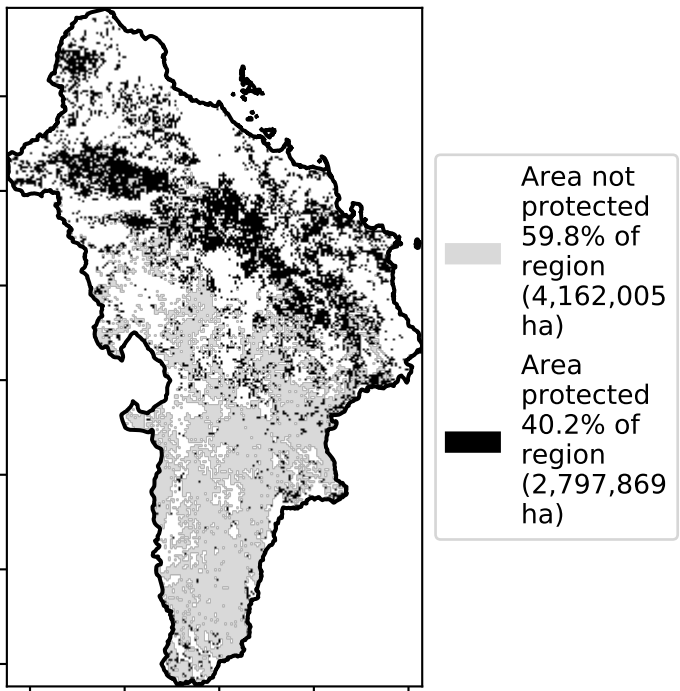 Area not
protected
59.8% of
region
(4,162,005
ha)
Area
protected
40.2% of
region
(2,797,869
ha)